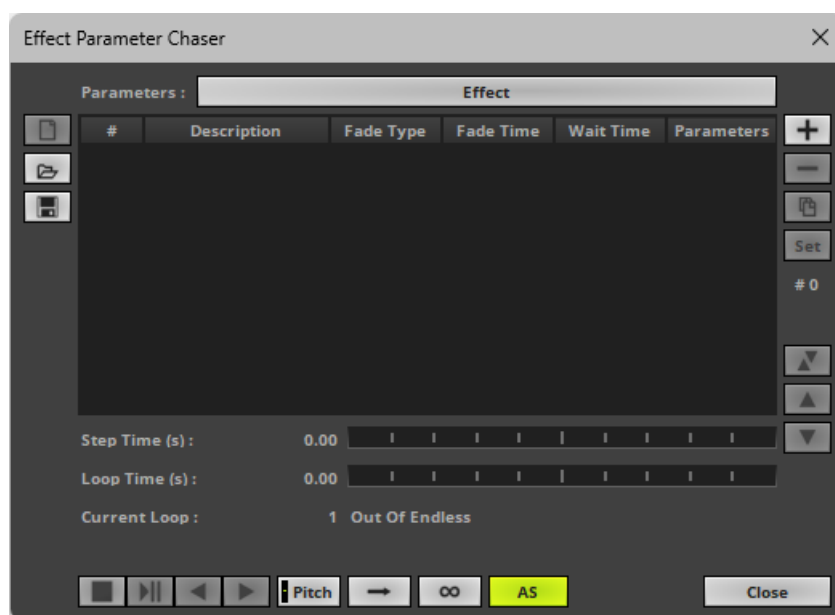 Effect Parameter Chaser
Parameters : Effect
# Description Fade Type Fade Time Wait Time Parameters
Set
# 0
Step Time (s) : 0.00
Loop Time (s) : 0.00
Current Loop : 1 Out Of Endless
Pitch AS Close